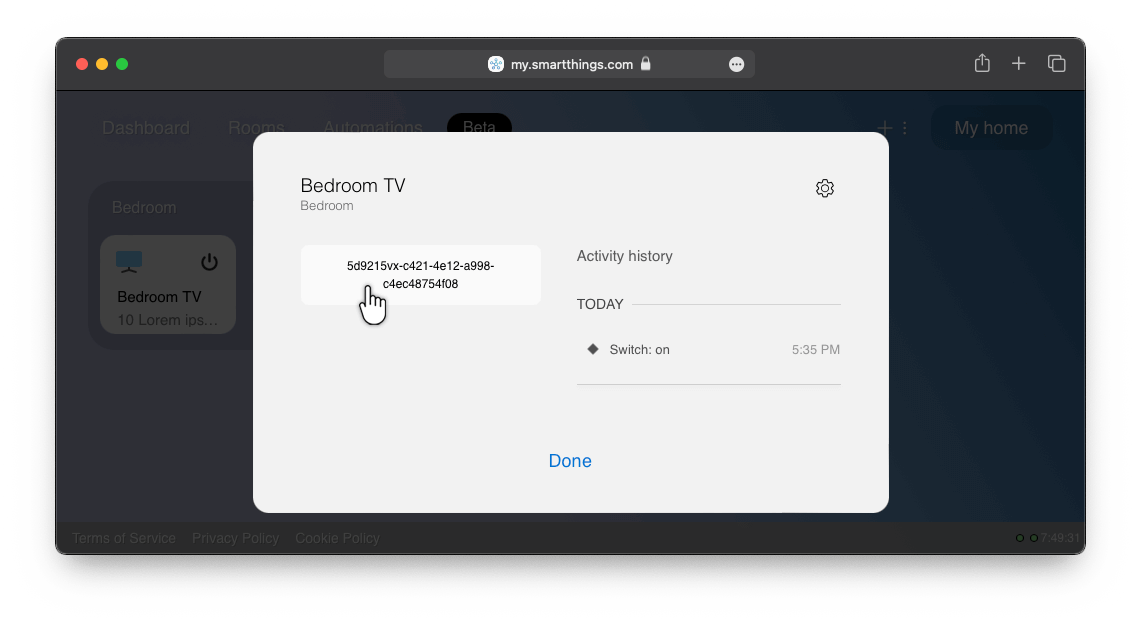 my.smartthings.com
Dashboard Rooms Automations Beta My home
Bedroom
Bedroom TV
10 Lorem ips...
Bedroom TV
Bedroom
5d9215vx-c421-4e12-a998-
c4ec48754f08
Activity history
TODAY
Switch: on 5:35 PM
Done
Terms of Service Privacy Policy Cookie Policy 7:49:31